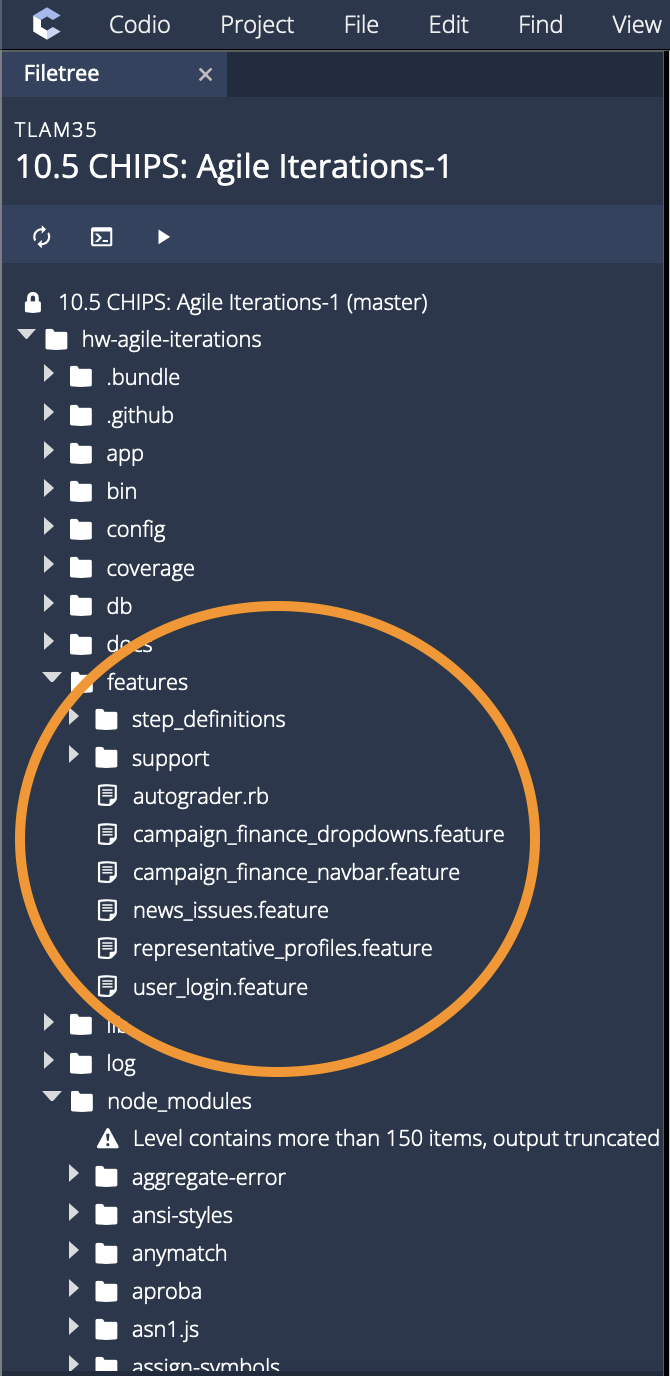 Codio Project File Edit Find View
Filetree
TLAM35
10.5 CHIPS: Agile Iterations-1
10.5 CHIPS: Agile Iterations-1 (master)
hw-agile-iterations
.bundle
.github
app
bin
config
coverage
db
docs
features
step_definitions
support
autograder.rb
campaign_finance_dropdowns.feature
campaign_finance_navbar.feature
news_issues.feature
representative_profiles.feature
user_login.feature
lib
log
node_modules
Level contains more than 150 items, output truncated
aggregate-error
ansi-styles
anymatch
aproba
asn1.js
assign-symbols